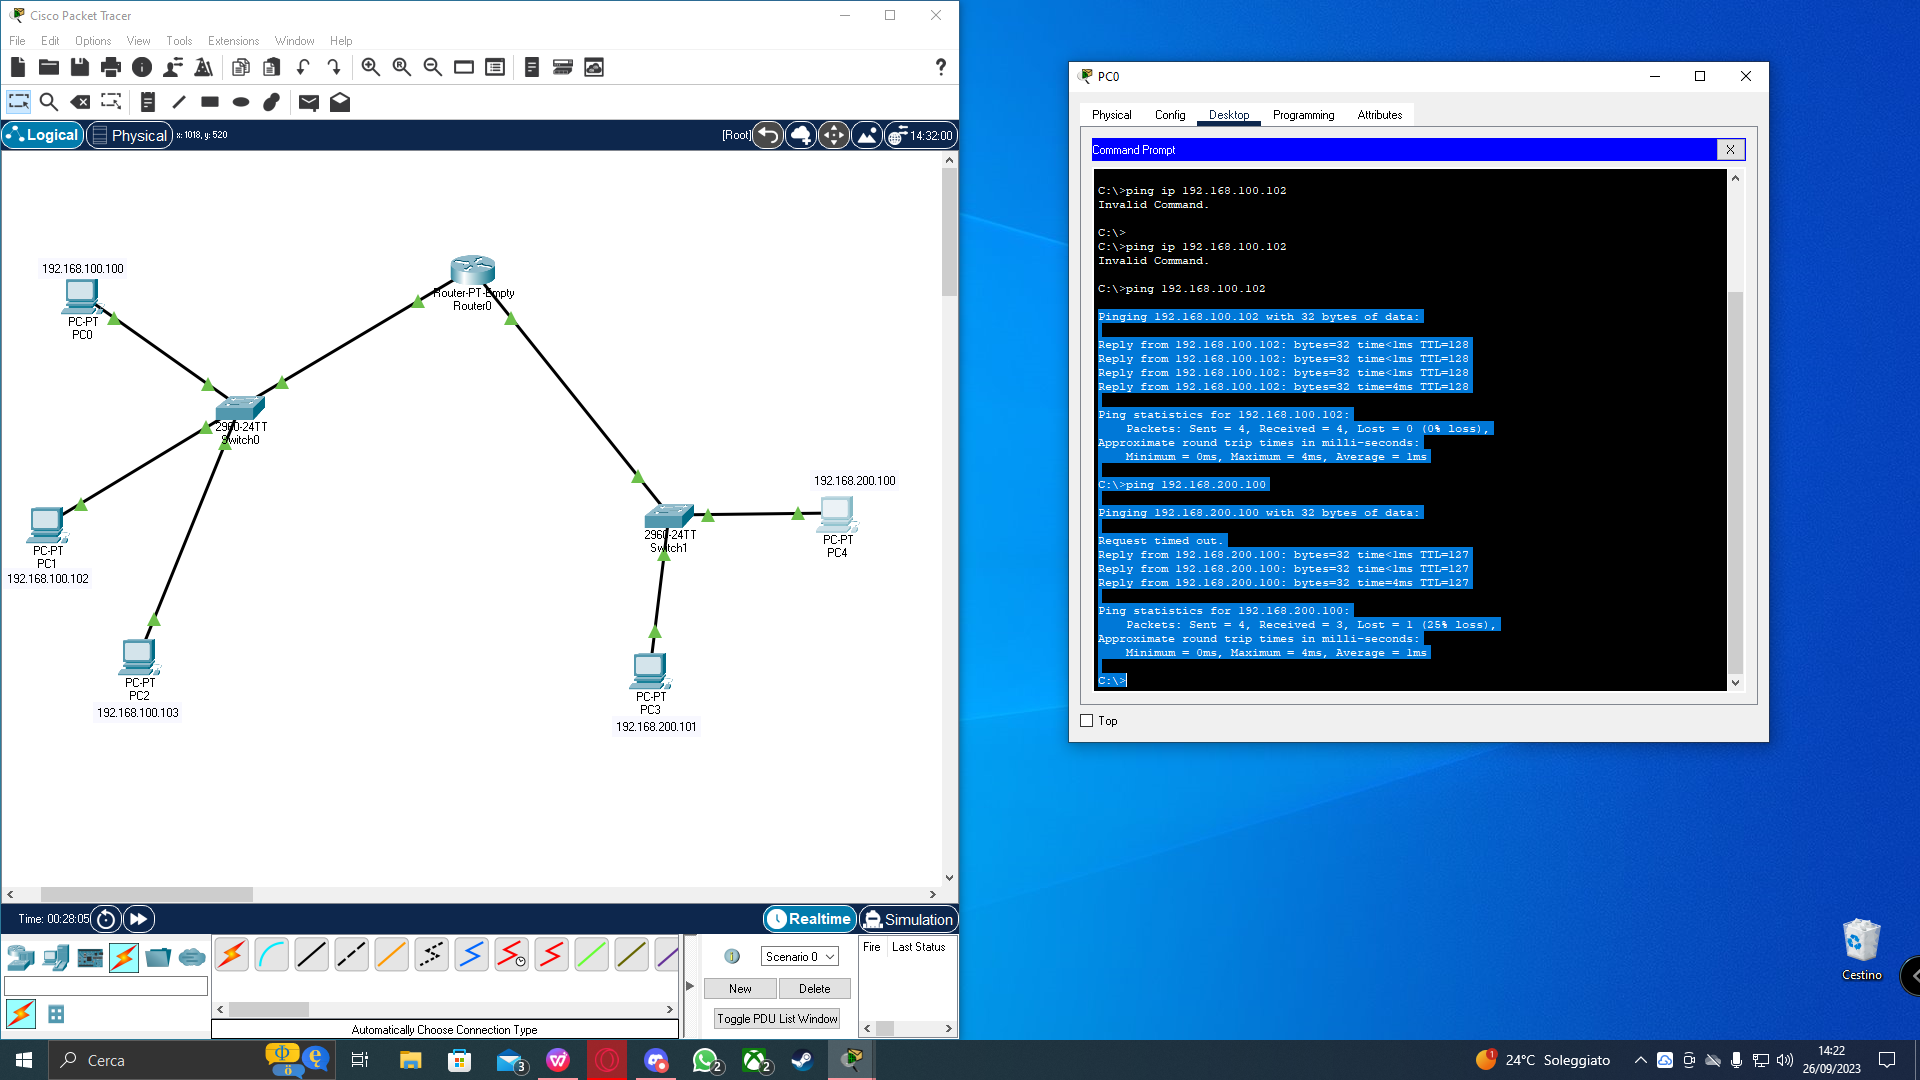 Cisco Packet Tracer
File Edit Options View Tools Extensions Window Help
?
Logical Physical x: 1018, y: 520 [Root] 14:32:00
192.168.100.100
PC-PT
PC0
Router-PT-Empty
Router0
2960-24TT
Switch0
PC-PT
PC1
192.168.100.102
PC-PT
PC2
192.168.100.103
2960-24TT
Switch1
192.168.200.100
PC-PT
PC4
PC-PT
PC3
192.168.200.101
Time: 00:28:05
Realtime Simulation
Scenario 0
New Delete
Toggle PDU List Window
Fire Last Status
Automatically Choose Connection Type
PC0
Physical Config Desktop Programming Attributes
Command Prompt X
C:\>ping ip 192.168.100.102
Invalid Command.
C:\>
C:\>ping ip 192.168.100.102
Invalid Command.
C:\>ping 192.168.100.102
Pinging 192.168.100.102 with 32 bytes of data:
Reply from 192.168.100.102: bytes=32 time<1ms TTL=128
Reply from 192.168.100.102: bytes=32 time<1ms TTL=128
Reply from 192.168.100.102: bytes=32 time<1ms TTL=128
Reply from 192.168.100.102: bytes=32 time=4ms TTL=128
Ping statistics for 192.168.100.102:
Packets: Sent = 4, Received = 4, Lost = 0 (0% loss),
Approximate round trip times in milli-seconds:
Minimum = 0ms, Maximum = 4ms, Average = 1ms
C:\>ping 192.168.200.100
Pinging 192.168.200.100 with 32 bytes of data:
Request timed out.
Reply from 192.168.200.100: bytes=32 time<1ms TTL=127
Reply from 192.168.200.100: bytes=32 time<1ms TTL=127
Reply from 192.168.200.100: bytes=32 time=4ms TTL=127
Ping statistics for 192.168.200.100:
Packets: Sent = 4, Received = 3, Lost = 1 (25% loss),
Approximate round trip times in milli-seconds:
Minimum = 0ms, Maximum = 4ms, Average = 1ms
C:\>
Top
Cestino
Cerca
3
2
2
1
24°C Soleggiato
14:22
26/09/2023